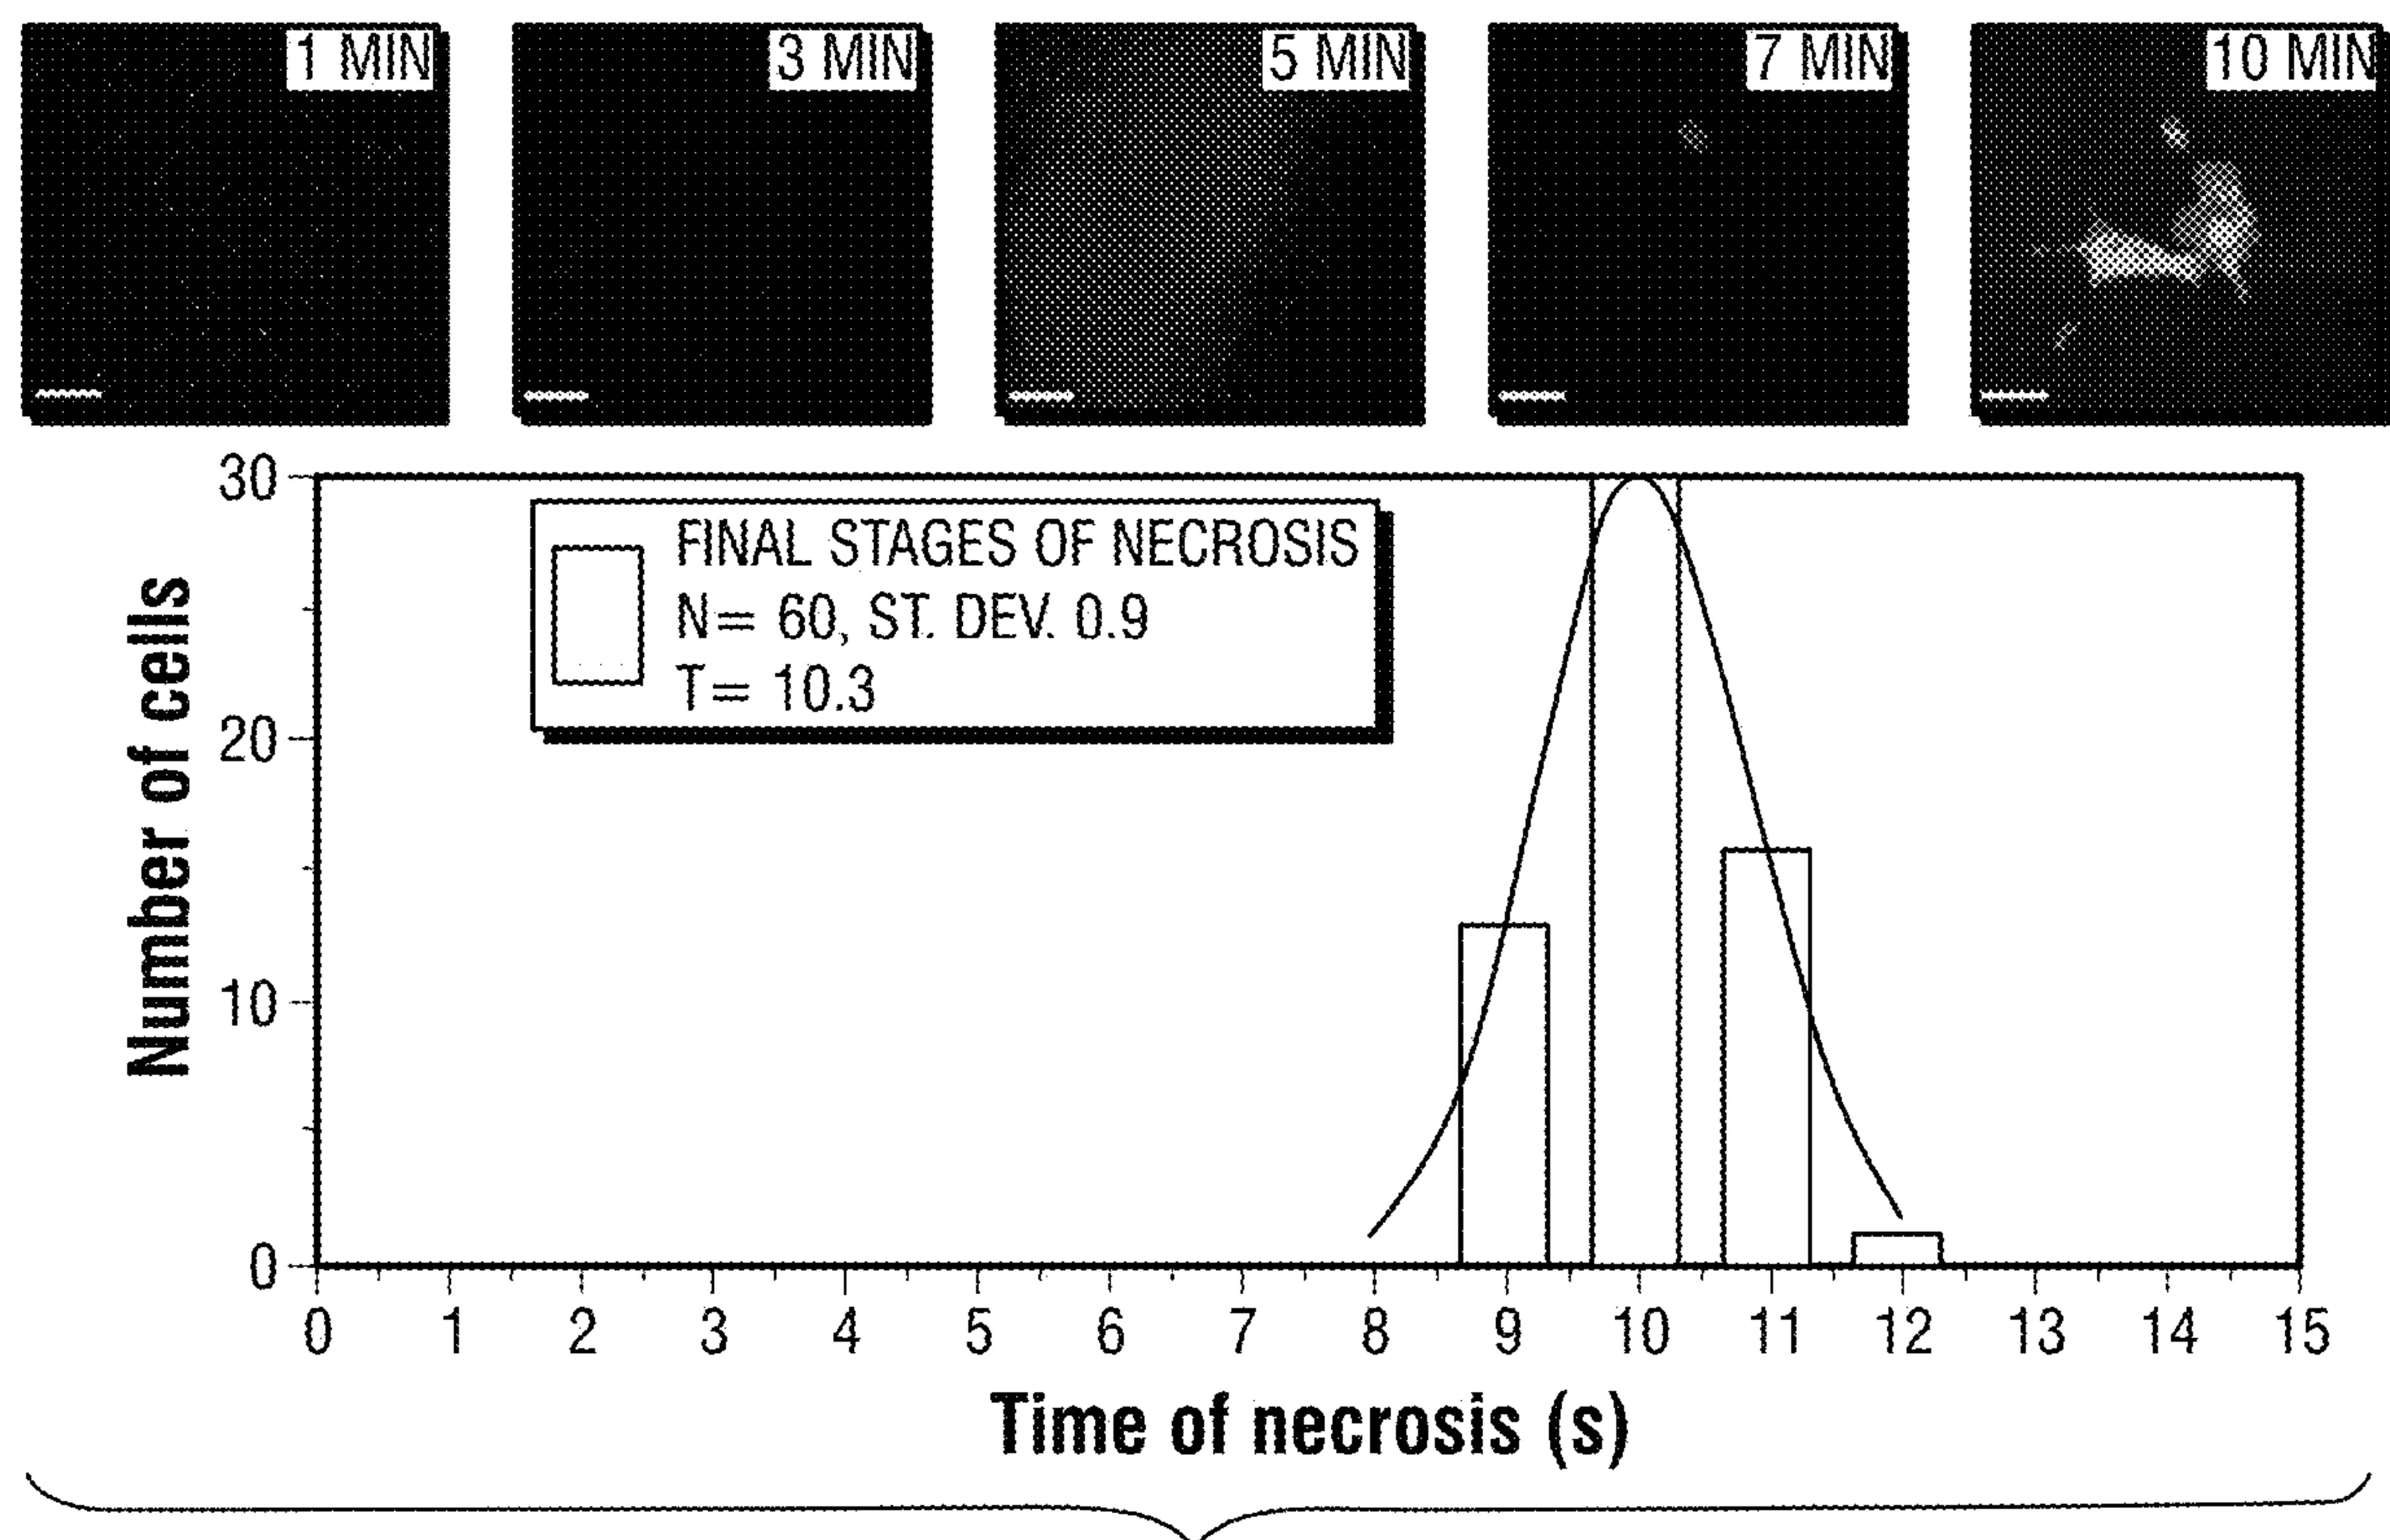 1 MIN
3 MIN
5 MIN
7 MIN
10 MIN
30
20
10
0
Number of cells
FINAL STAGES OF NECROSIS
N= 60, ST. DEV. 0.9
T= 10.3
0 1 2 3 4 5 6 7 8 9 10 11 12 13 14 15
Time of necrosis (s)